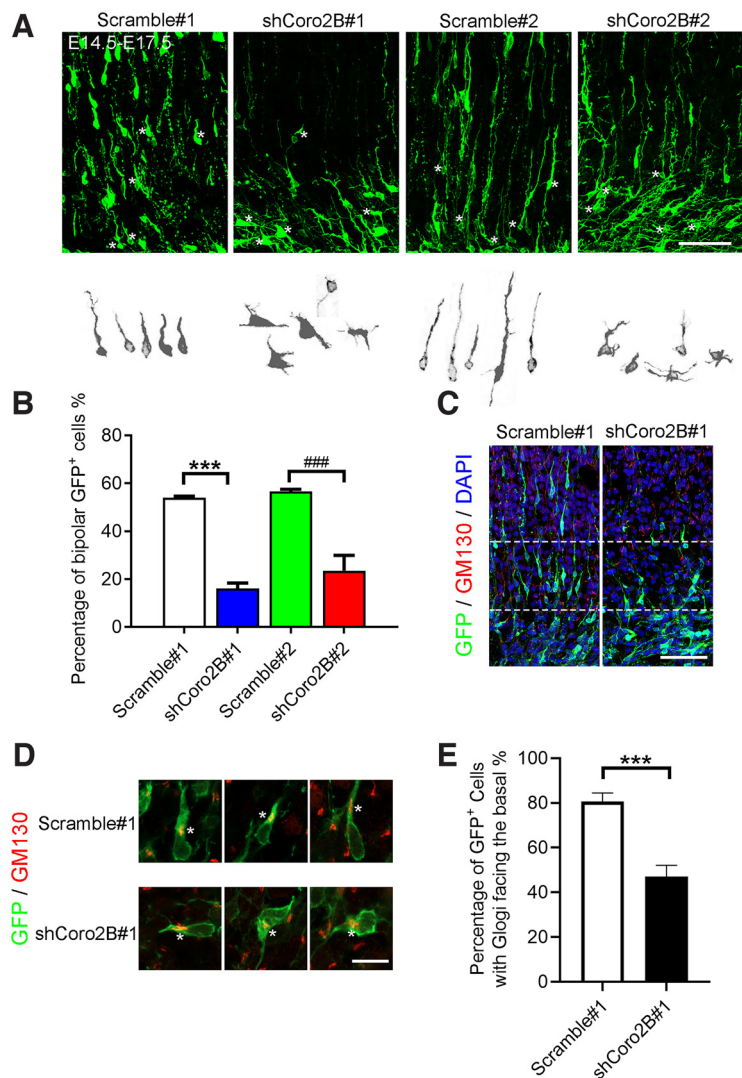 A
Scramble#1 shCoro2B#1 Scramble#2 shCoro2B#2
E14.5-E17.5
* * * * *
* * * * *
* * * * *
* * * * *
B
Percentage of bipolar GFP+ cells %
80
60
40
20
0
***
###
Scramble#1
shCoro2B#1
Scramble#2
shCoro2B#2
C
Scramble#1 shCoro2B#1
GFP / GM130 / DAPI
D
GFP / GM130
Scramble#1
* * *
shCoro2B#1
* * *
E
Percentage of GFP+ Cells
with Glogi facing the basal %
100
80
60
40
20
0
***
Scramble#1
shCoro2B#1